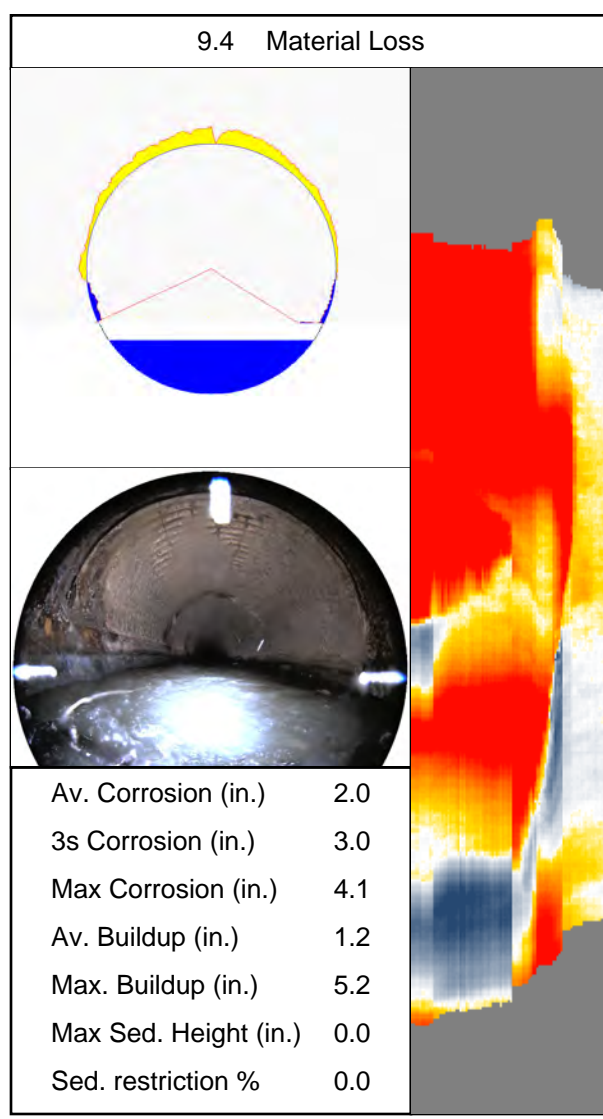 9.4 Material Loss
Av. Corrosion (in.) 2.0
3s Corrosion (in.) 3.0
Max Corrosion (in.) 4.1
Av. Buildup (in.) 1.2
Max. Buildup (in.) 5.2
Max Sed. Height (in.) 0.0
Sed. restriction % 0.0